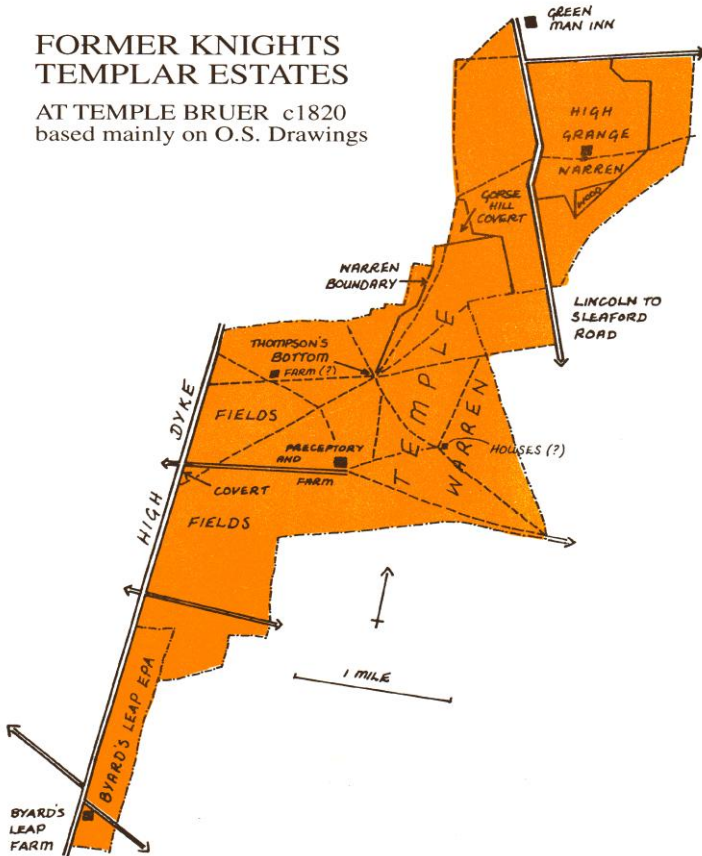 FORMER KNIGHTS
TEMPLAR ESTATES
AT TEMPLE BRUER c1820
based mainly on O.S. Drawings
GREEN
MAN INN
HIGH
GRANGE
WARREN
WOOD
GORSE
HILL
COVERT
WARREN
BOUNDARY
LINCOLN TO
SLEAFORD
ROAD
THOMPSON'S
BOTTOM
FARM (?)
TEMPLE
WARREN
HIGH DYKE
FIELDS
PRECEPTORY
AND
FARM
HOUSES (?)
COVERT
FIELDS
1 MILE
BYARD'S LEAP EPA
BYARD'S
LEAP
FARM